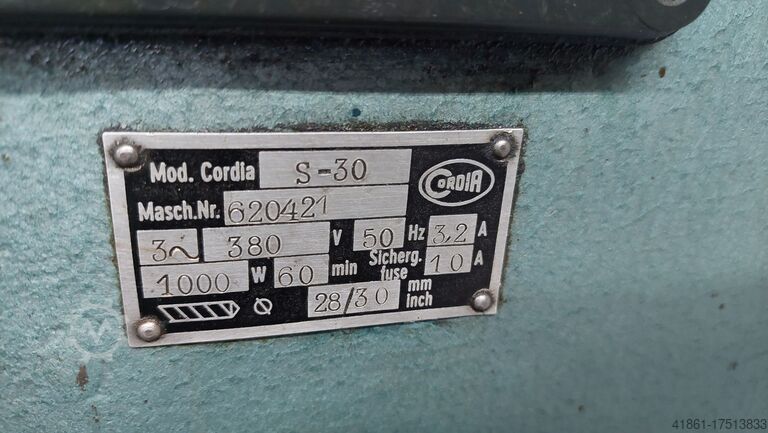 Mod. Cordia S-30 CORDIA
Masch.Nr. 620421
3~ 380 V 50 Hz 3,2 A
1000 W 60 min Sicherg. fuse 10 A
Ø 28/30 mm inch
41861-17513833